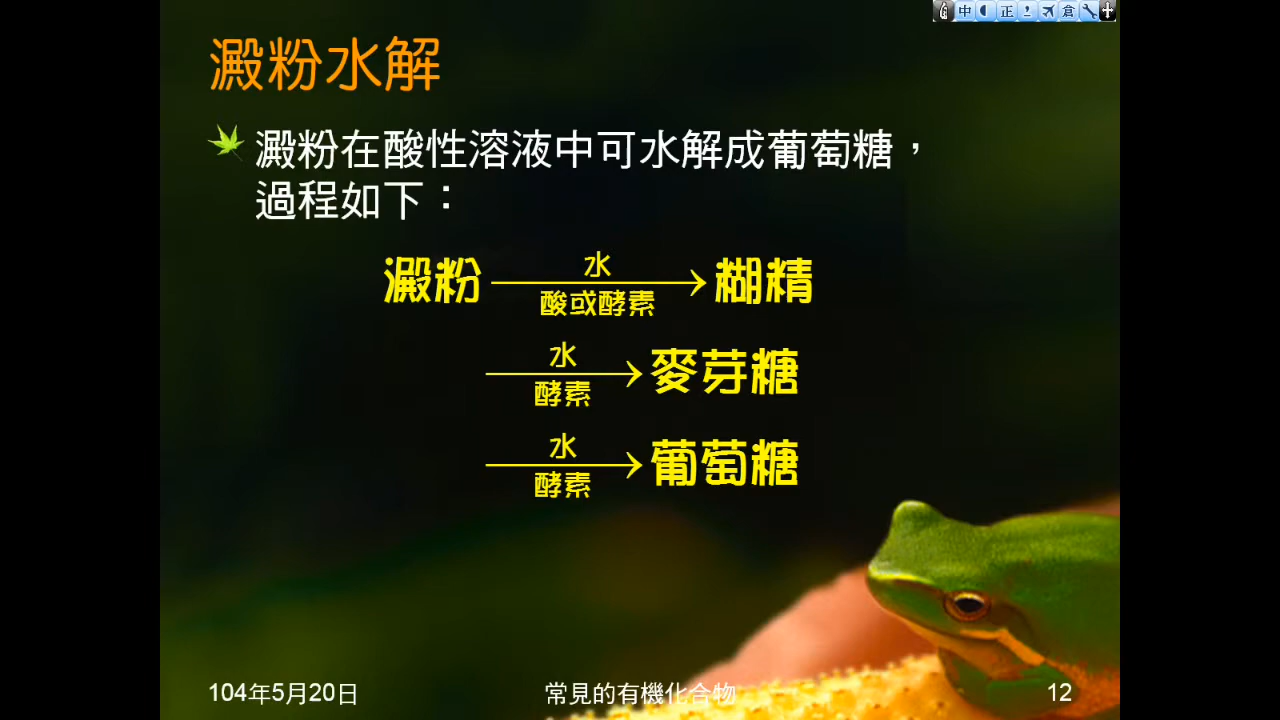 中正，倉
澱粉水解
澱粉在酸性溶液中可水解成葡萄糖，
過程如下：
澱粉 水 酸或酵素 糊精
水 酵素 麥芽糖
水 酵素 葡萄糖
104年5月20日 常見的有機化合物 12